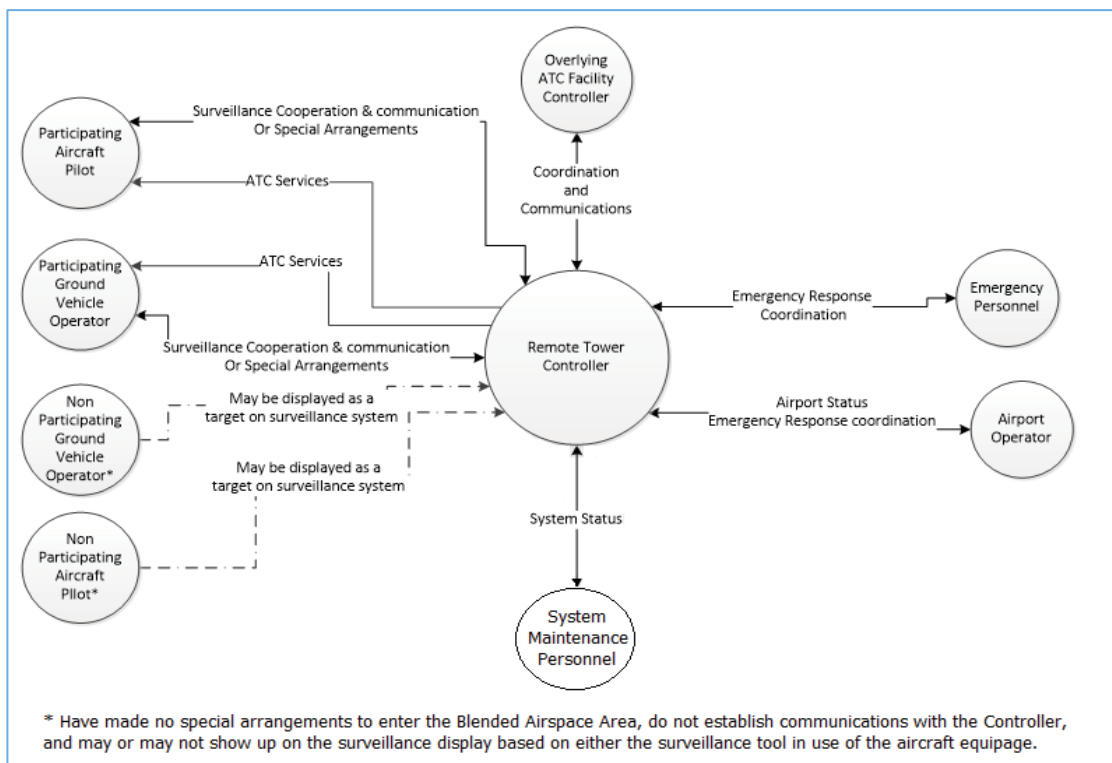 Overlying
ATC Facility
Controller
Surveillance Cooperation & communication
Or Special Arrangements
Participating
Aircraft
Pilot
ATC Services
Coordination
and
Communications
Participating
Ground
Vehicle
Operator
ATC Services
Surveillance Cooperation & communication
Or Special Arrangements
Remote Tower
Controller
Emergency Response
Coordination
Emergency
Personnel
Non
Participating
Ground
Vehicle
Operator*
May be displayed as a
target on surveillance system
Airport Status
Emergency Response coordination
Airport
Operator
May be displayed as a
target on surveillance system
Non
Participating
Aircraft
PIlot*
System Status
System
Maintenance
Personnel
* Have made no special arrangements to enter the Blended Airspace Area, do not establish communications with the Controller,
and may or may not show up on the surveillance display based on either the surveillance tool in use of the aircraft equipage.